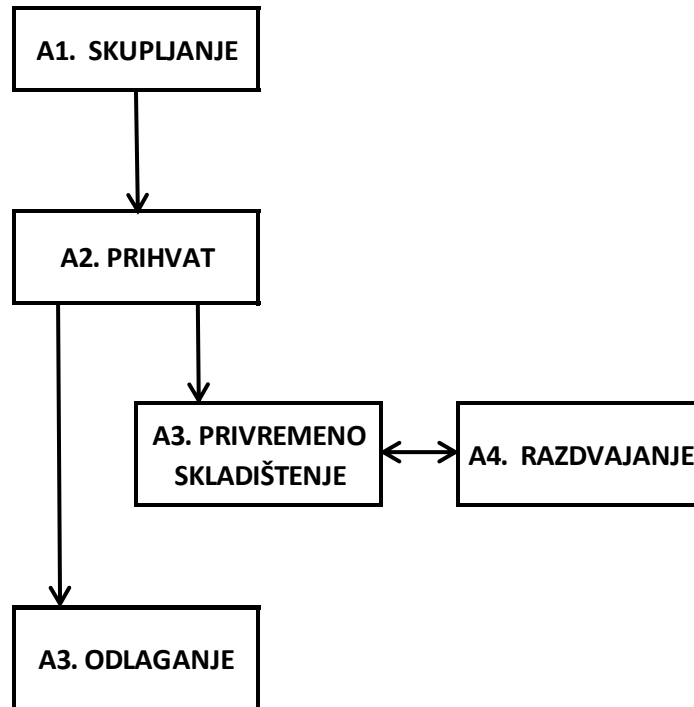 A1. SKUPLJANJE
A2. PRIHVAT
A3. PRIVREMENO
SKLADIŠTENJE
A4. RAZDVAJANJE
A3. ODLAGANJE